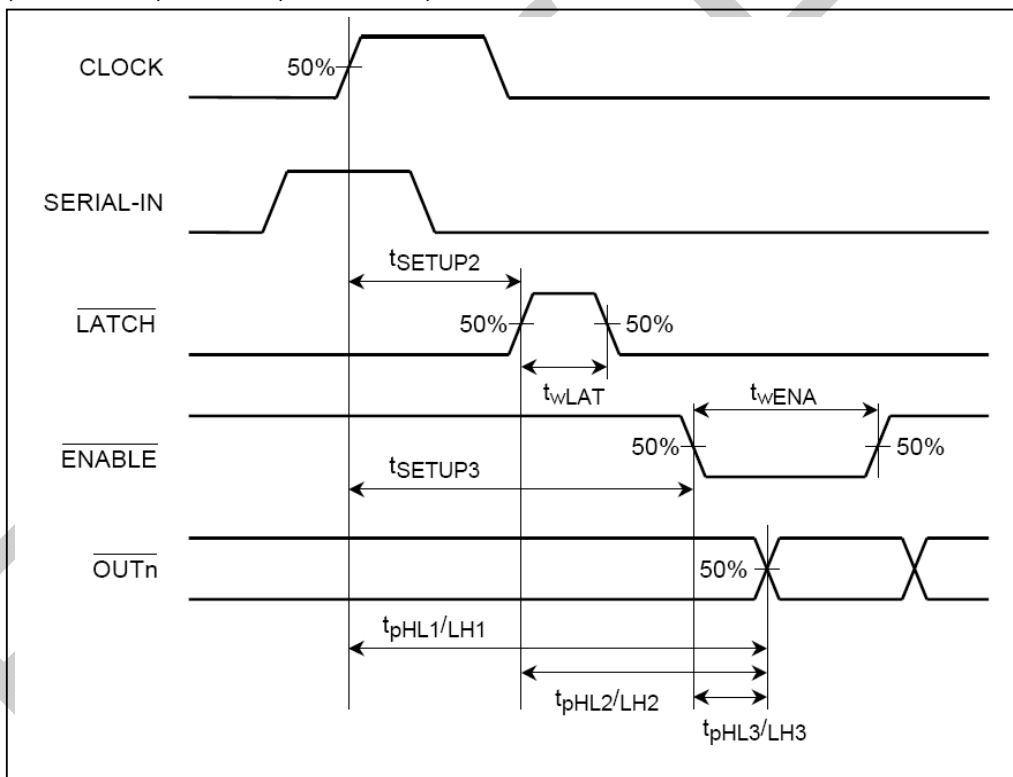 CLOCK
50%
SERIAL-IN
tSETUP2
LATCH
50%
50%
twLAT
twENA
ENABLE
50%
50%
tSETUP3
OUTn
50%
tpHL1/LH1
tpHL2/LH2
tpHL3/LH3